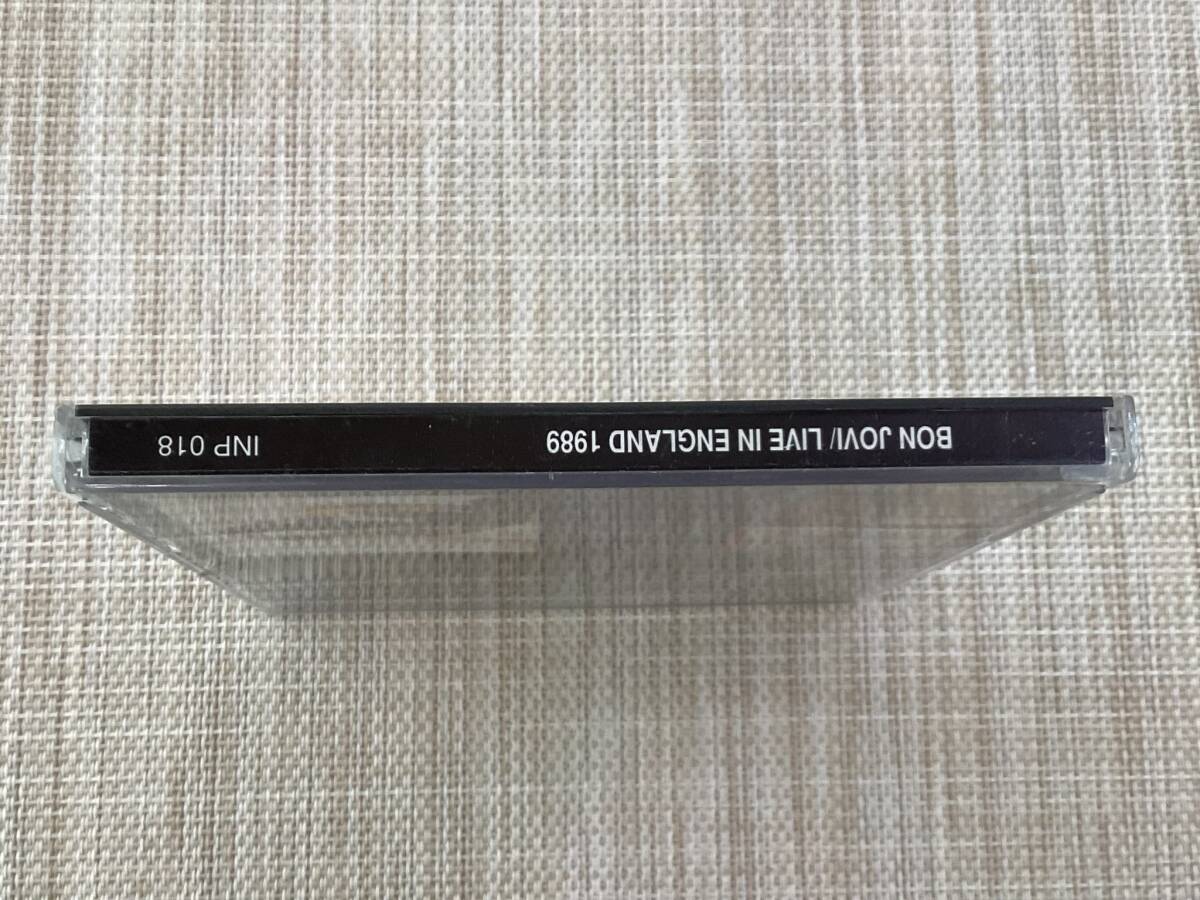 BON JOVI/ LIVE IN ENGLAND 1989 INP 018